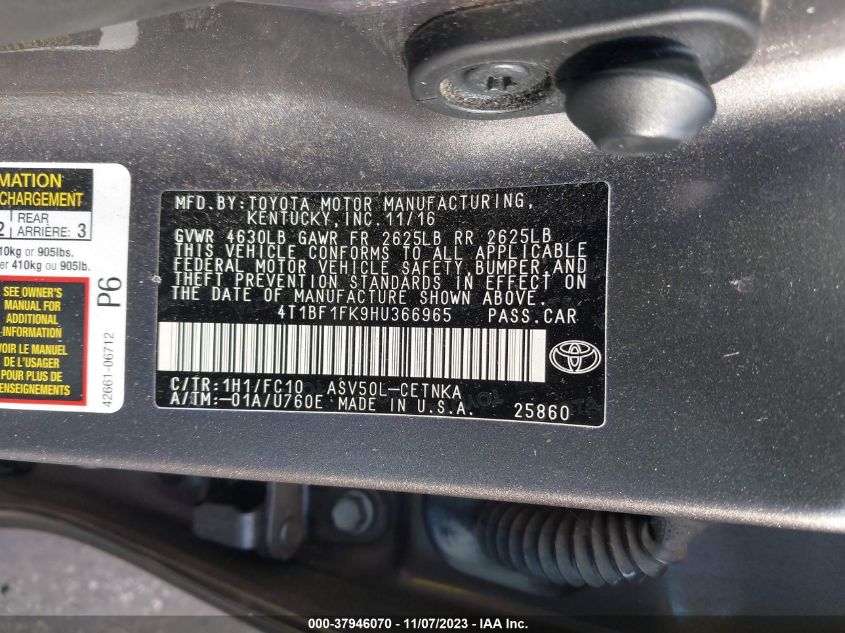 MFD. BY: TOYOTA MOTOR MANUFACTURING,
KENTUCKY, INC 11/16
GVWR 4630LB GAWR FR 2625LB RR 2625LB
THIS VEHICLE CONFORMS TO ALL APPLICABLE
FEDERAL MOTOR VEHICLE SAFETY, BUMPER, AND
THEFT PREVENTION STANDARDS IN EFFECT ON
THE DATE OF MANUFACTURE SHOWN ABOVE.
4T1BF1FK9HU366965 PASS. CAR
C/TR: 1H1/FC10 ASV50L-CETNKA
A/TM: -01A/U760E MADE IN U.S.A. 25860
REAR
ARRIÈRE: 3
kg or 905lbs.
410kg ou 905lb.
SEE OWNER'S
MANUAL FOR
ADDITIONAL
INFORMATION
VOIR LE MANUEL
DE L'USAGER
POUR PLUS DE
RENSEIGNEMENTS
P6
42661-06712
000-37946070 - 11/07/2023 - Copyright © IAA, Inc.